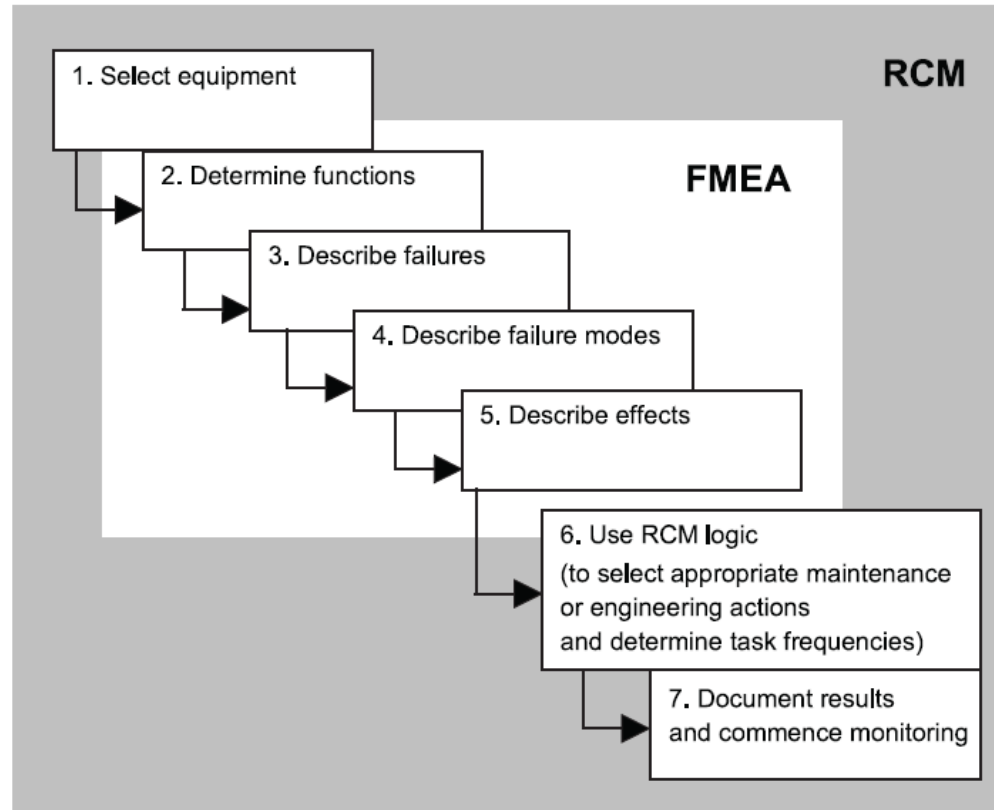 RCM
1. Select equipment
FMEA
2. Determine functions
3. Describe failures
4. Describe failure modes
5. Describe effects
6. Use RCM logic
(to select appropriate maintenance
or engineering actions
and determine task frequencies)
7. Document results
and commence monitoring